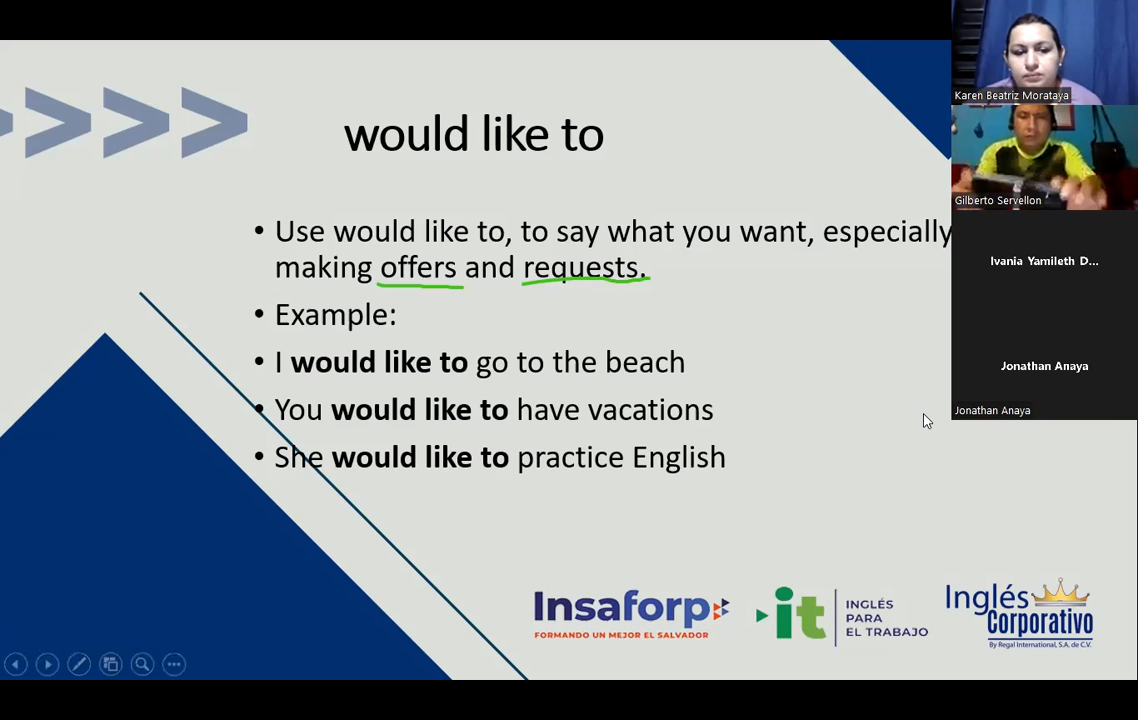 would like to
• Use would like to, to say what you want, especially
making offers and requests.
• Example:
• I would like to go to the beach
• You would like to have vacations
• She would like to practice English
Karen Beatriz Morataya
Gilberto Servellon
Ivania Yamileth D...
Jonathan Anaya
Jonathan Anaya
Insaforp
FORMANDO UN MEJOR EL SALVADOR
it
INGLÉS
PARA
EL TRABAJO
Inglés
Corporativo
By Regal International, S.A. de C.V.